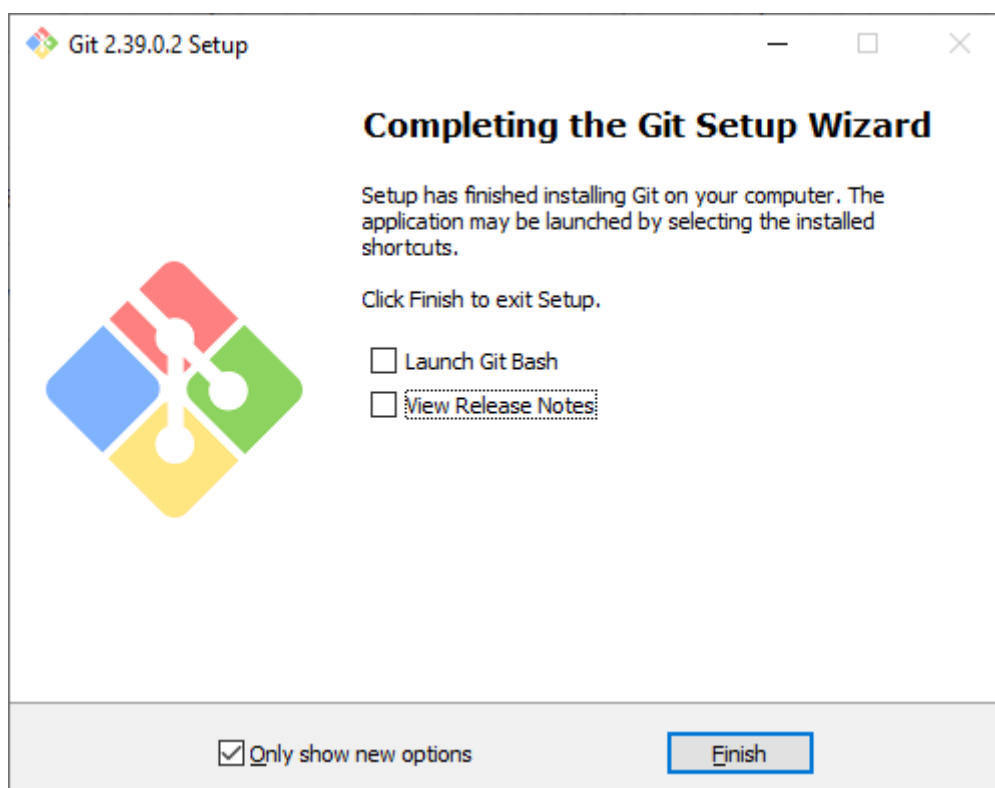 Git 2.39.0.2 Setup
Completing the Git Setup Wizard
Setup has finished installing Git on your computer. The
application may be launched by selecting the installed
shortcuts.
Click Finish to exit Setup.
Launch Git Bash
View Release Notes
Only show new options
Finish